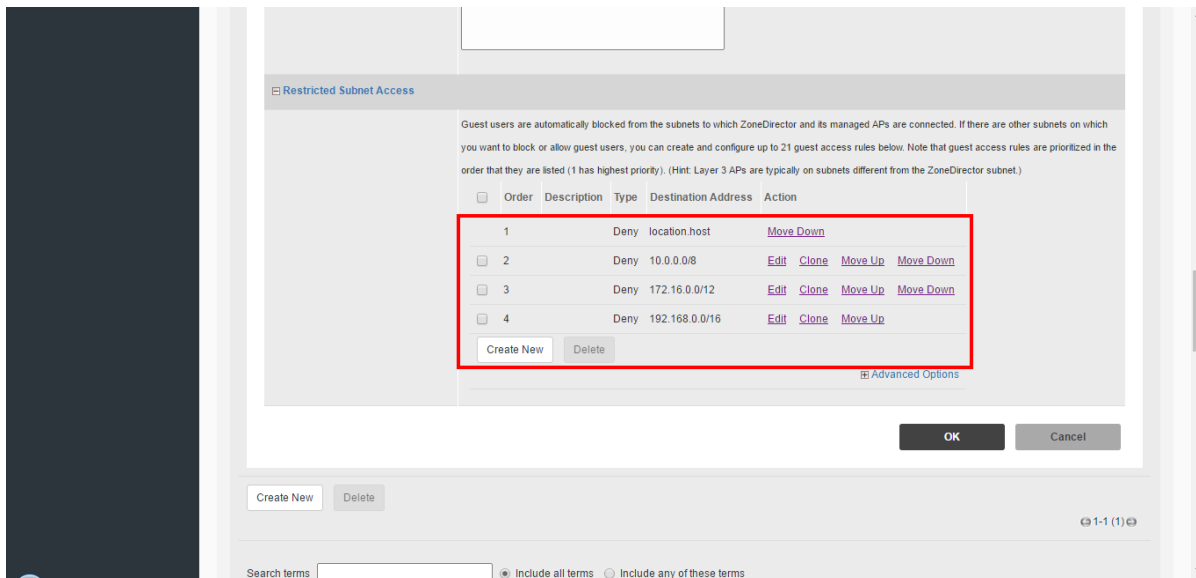 Restricted Subnet Access
Guest users are automatically blocked from the subnets to which ZoneDirector and its managed APs are connected. If there are other subnets on which
you want to block or allow guest users, you can create and configure up to 21 guest access rules below. Note that guest access rules are prioritized in the
order that they are listed (1 has highest priority). (Hint: Layer 3 APs are typically on subnets different from the ZoneDirector subnet.)
Order Description Type Destination Address Action
1 Deny location.host Move Down
2 Deny 10.0.0.0/8 Edit Clone Move Up Move Down
3 Deny 172.16.0.0/12 Edit Clone Move Up Move Down
4 Deny 192.168.0.0/16 Edit Clone Move Up
Create New Delete
Advanced Options
OK Cancel
Create New Delete
1-1 (1)
Search terms Include all terms Include any of these terms